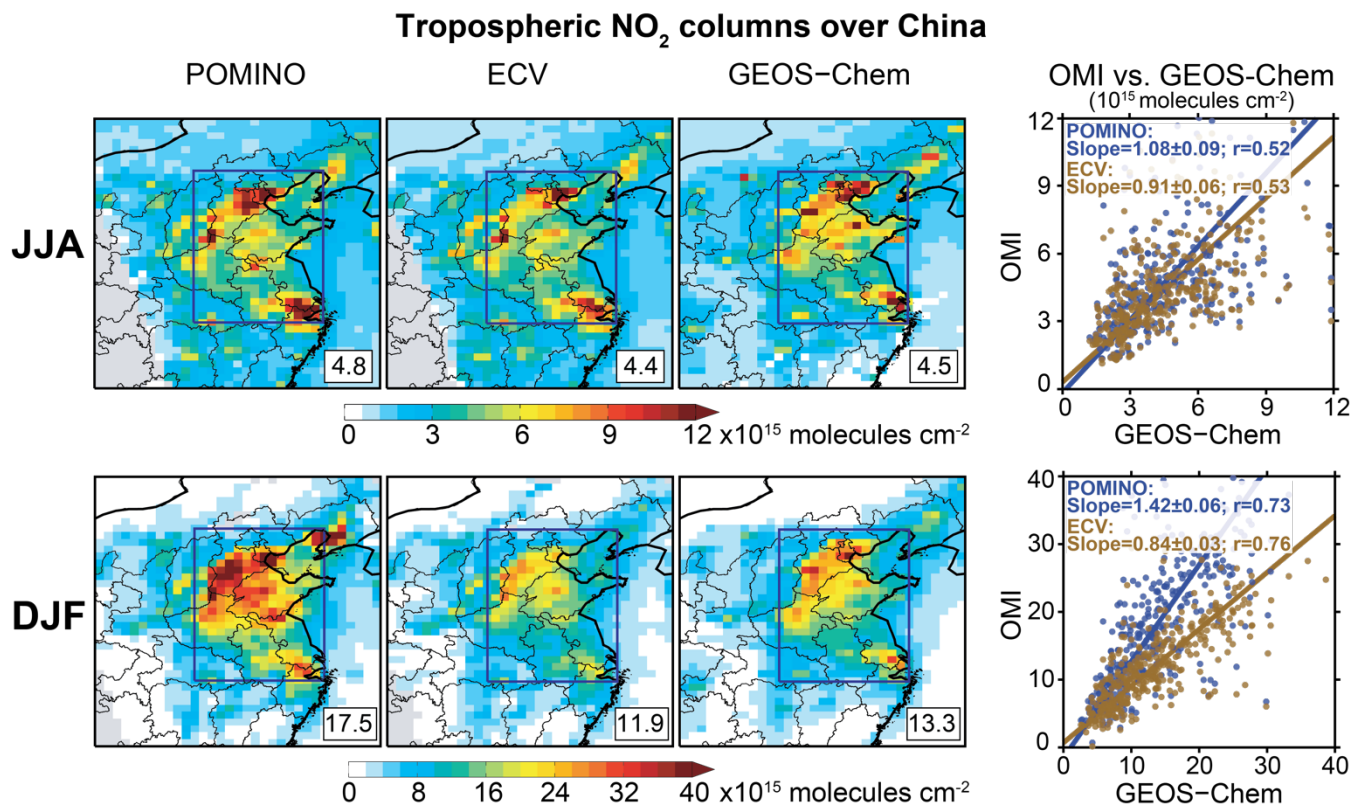 Tropospheric NO₂ columns over China
POMINO
ECV
GEOS−Chem
OMI vs. GEOS-Chem
(10¹⁵ molecules cm⁻²)
JJA
4.8
4.4
4.5
12
9
6
3
0
OMI
POMINO:
Slope=1.08±0.09; r=0.52
ECV:
Slope=0.91±0.06; r=0.53
0 3 6 9 12
GEOS−Chem
0 3 6 9 12 x10¹⁵ molecules cm⁻²
DJF
17.5
11.9
13.3
40
30
20
10
0
OMI
POMINO:
Slope=1.42±0.06; r=0.73
ECV:
Slope=0.84±0.03; r=0.76
0 10 20 30 40
GEOS−Chem
0 8 16 24 32 40 x10¹⁵ molecules cm⁻²